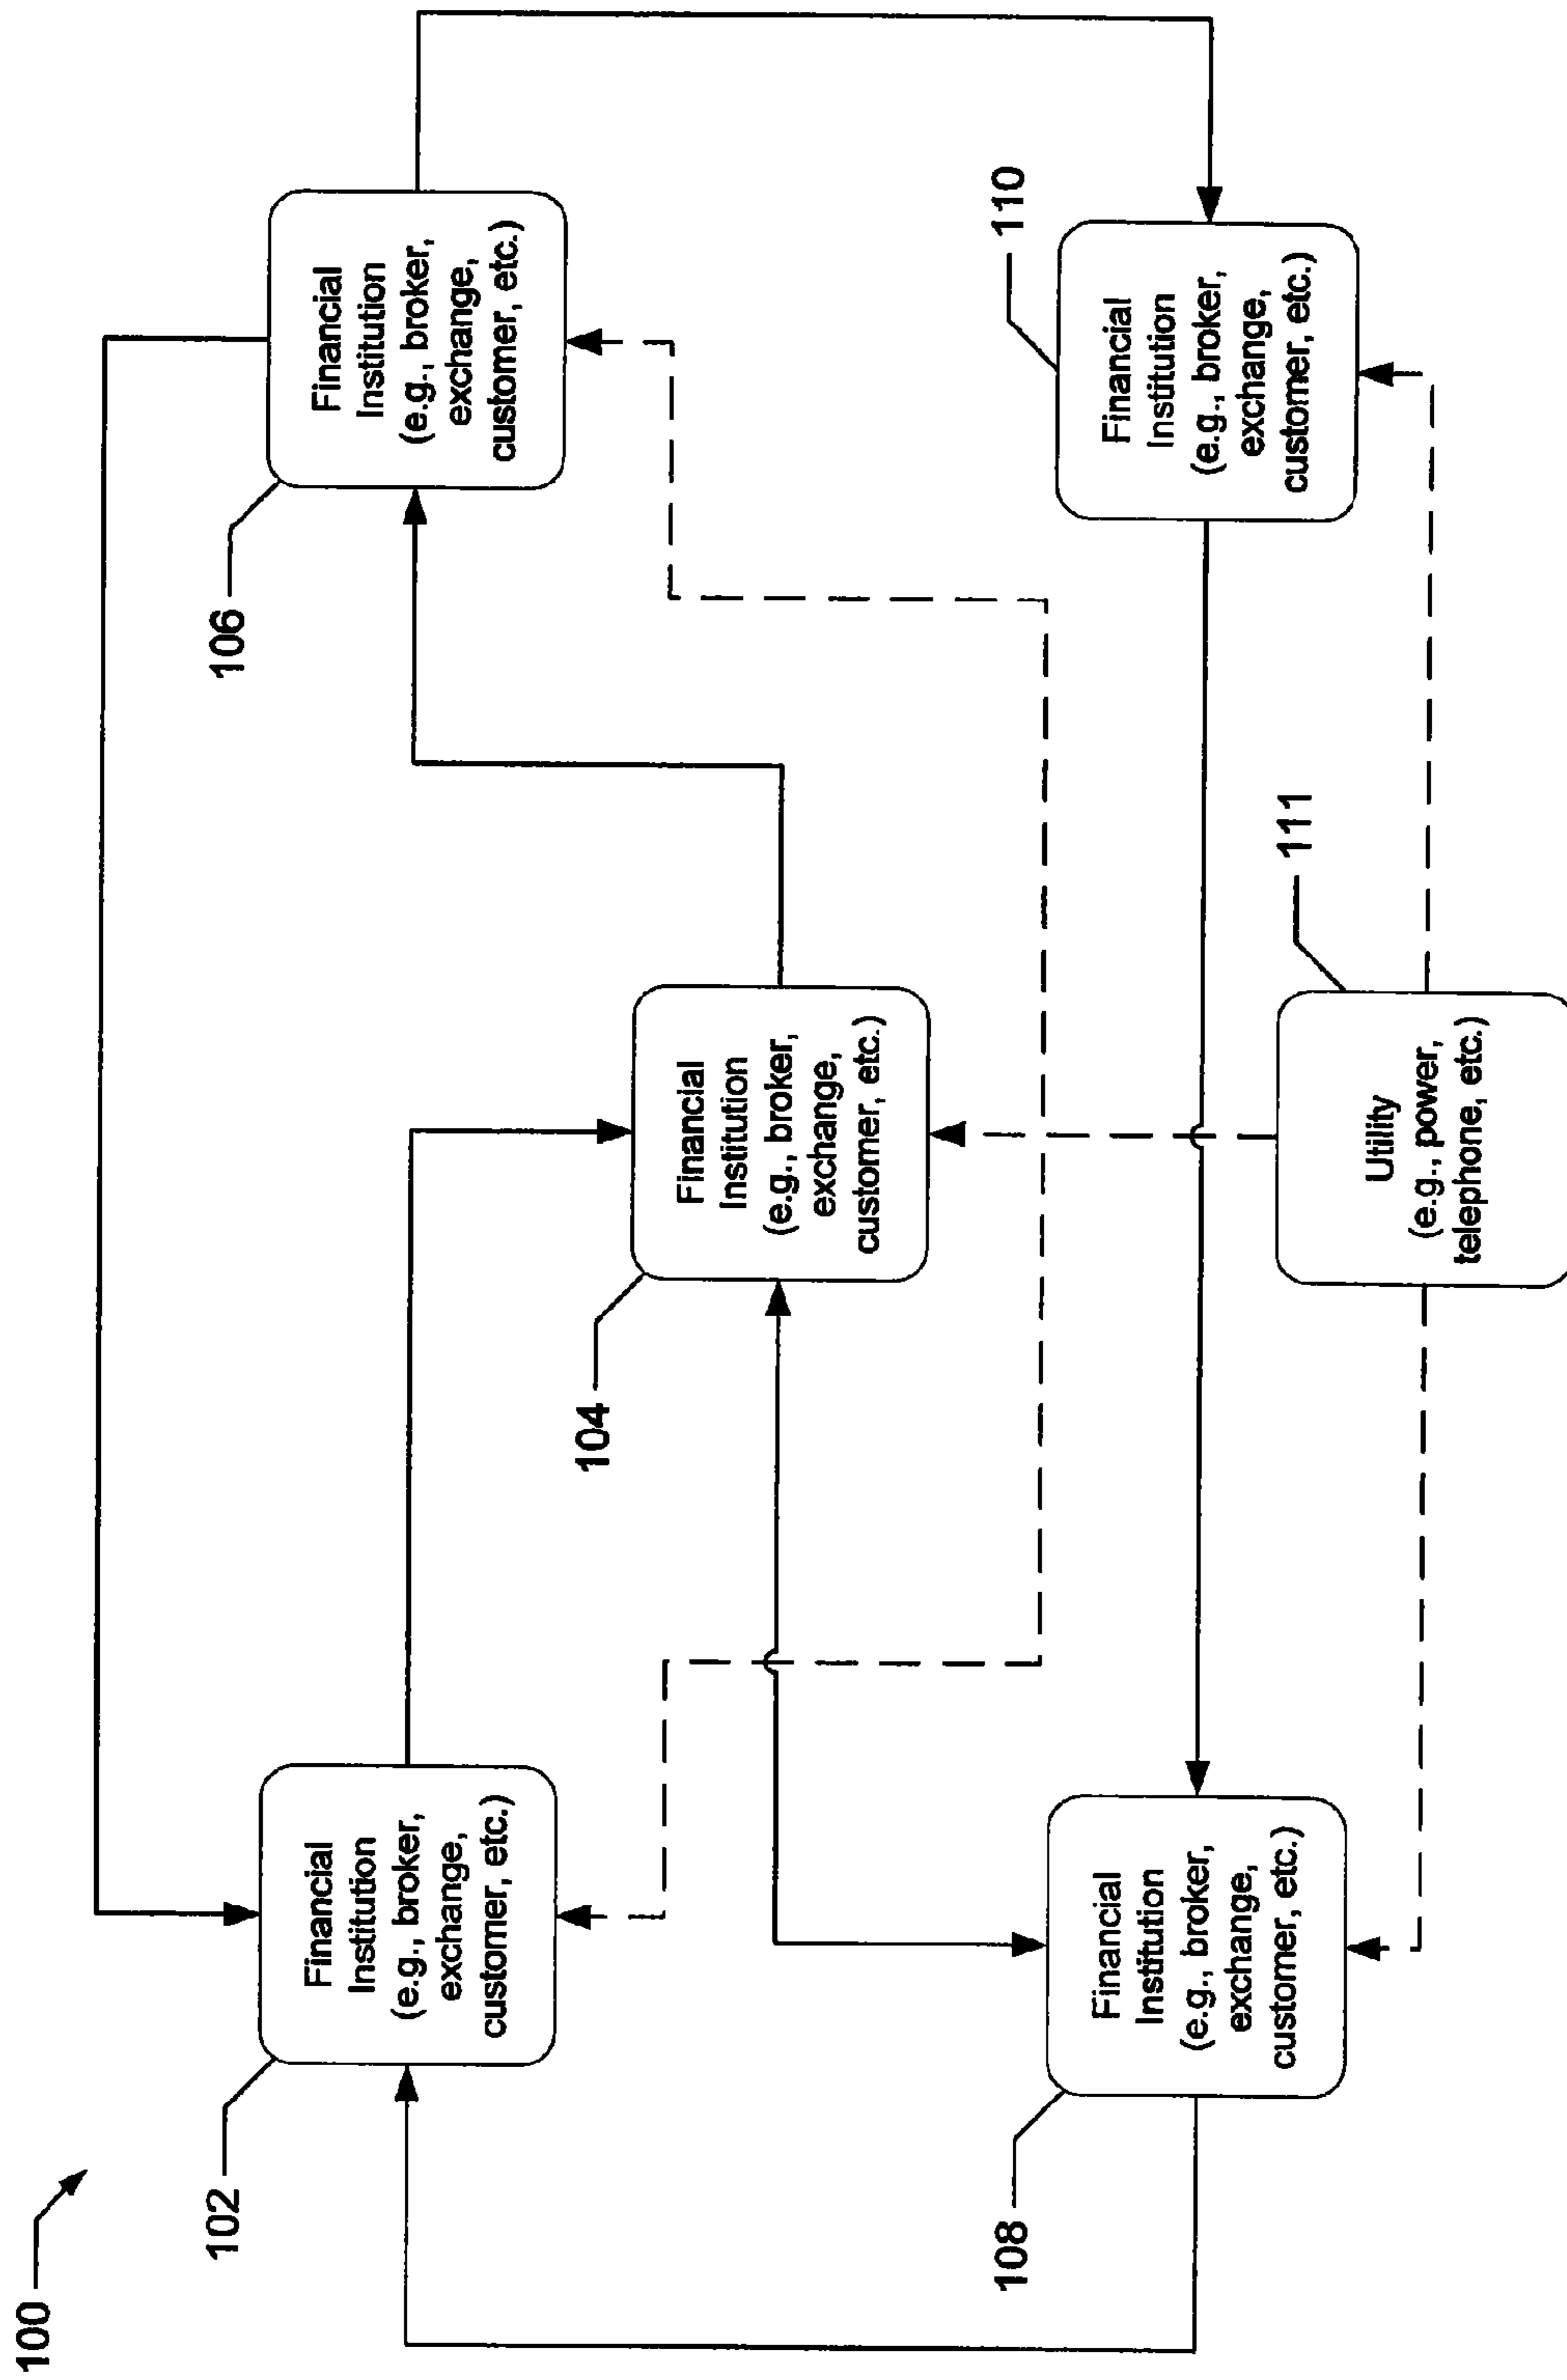 100
102
Financial
Institution
(e.g., broker,
exchange,
customer, etc.)
106
Financial
Institution
(e.g., broker,
exchange,
customer, etc.)
104
Financial
Institution
(e.g., broker,
exchange,
customer, etc.)
108
Financial
Institution
(e.g., broker,
exchange,
customer, etc.)
110
Financial
Institution
(e.g., broker,
exchange,
customer, etc.)
111
Utility
(e.g., power,
telephone, etc.)